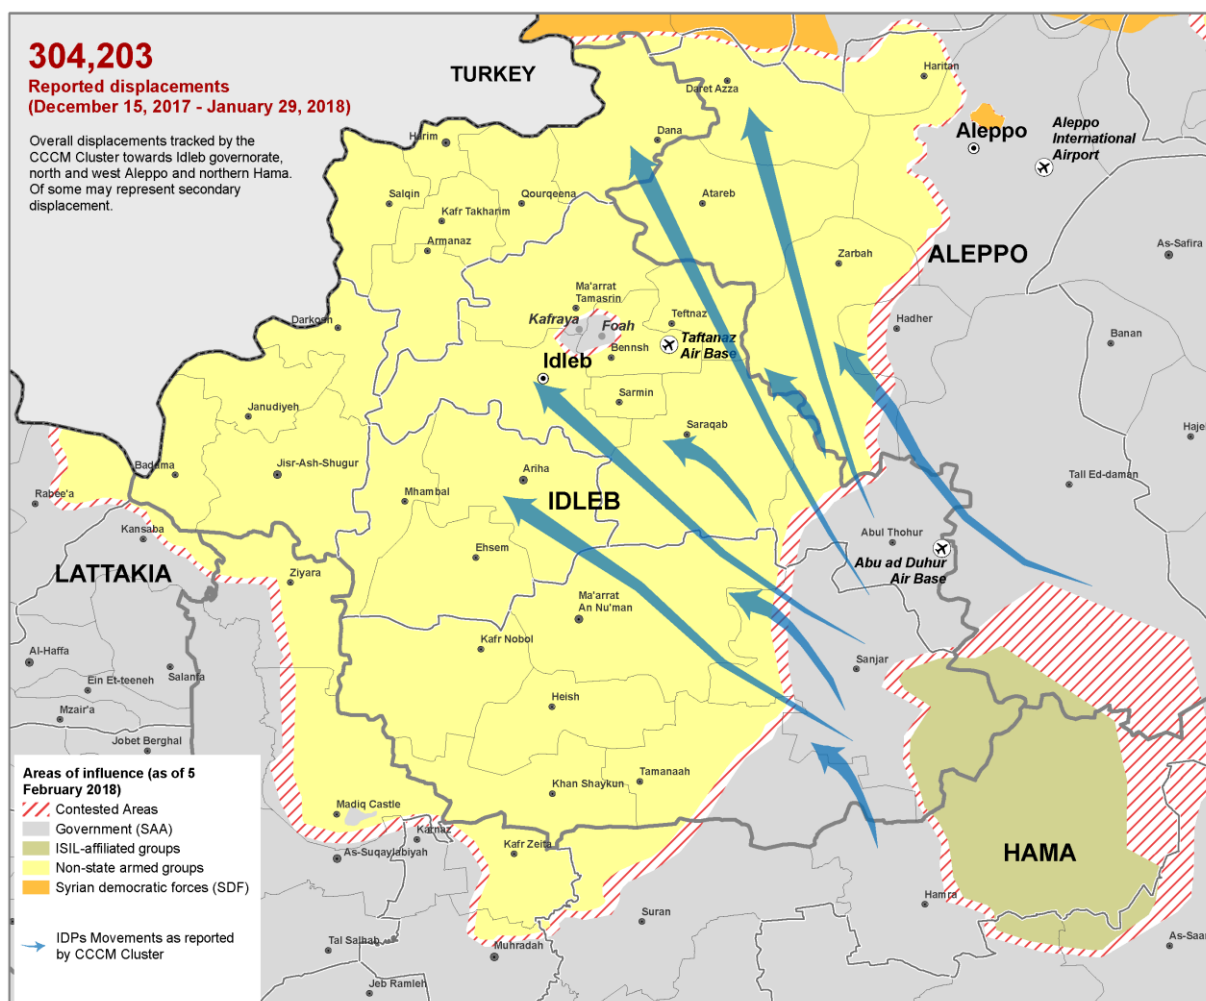 304,203
Reported displacements
(December 15, 2017 - January 29, 2018)
Overall displacements tracked by the
CCCM Cluster towards Idleb governorate,
north and west Aleppo and northern Hama.
Of some may represent secondary
displacement.
TURKEY
Haritan
Daret Azza
Aleppo
Aleppo
International
Airport
Harim
Dana
Salqin
Qourqeena
Atareb
Kafr Takharim
Armanaz
ALEPPO
As-Safira
Zarbah
Ma'arrat
Tamasrin
Kafraya
Foah
Teftnaz
Darkosh
Hadher
Banan
Taftanaz
Air Base
Bennsh
Idleb
Sarmin
Janudiyeh
Saraqab
Badama
Jisr-Ash-Shugur
Ariha
Tall Ed-daman
Rabee'a
Mhambal
IDLEB
Kansaba
Abul Thohur
Abu ad Duhur
Air Base
LATTAKIA
Ziyara
Ehsem
Ma'arrat
An Nu'man
Kafr Nobol
Al-Haffa
Salanfa
Sanjar
Ein Et-teeneh
Mzair'a
Heish
Jobet Berghal
Khan Shaykun
Tamanaah
Madiq Castle
Karnaz
As-Suqaylabiyah
Kafr Zeita
HAMA
Hamra
Suran
Tal Salhab
Muhradah
Jeb Ramleh
Areas of influence (as of 5
February 2018)
Contested Areas
Government (SAA)
ISIL-affiliated groups
Non-state armed groups
Syrian democratic forces (SDF)
IDPs Movements as reported
by CCCM Cluster